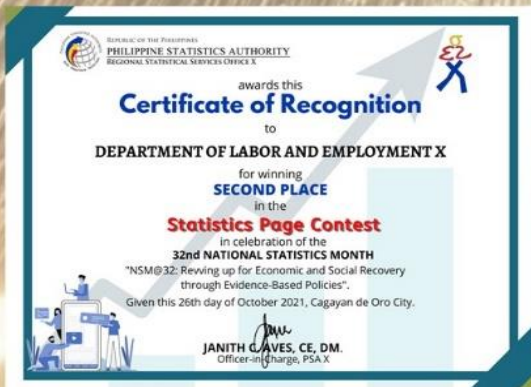 REPUBLIC OF THE PHILIPPINES
PHILIPPINE STATISTICS AUTHORITY
REGIONAL STATISTICAL SERVICES OFFICE X
awards this
Certificate of Recognition
to
DEPARTMENT OF LABOR AND EMPLOYMENT X
for winning
SECOND PLACE
in the
Statistics Page Contest
in celebration of the
32nd NATIONAL STATISTICS MONTH
"NSM@32: Revving up for Economic and Social Recovery
through Evidence-Based Policies".
Given this 26th day of October 2021, Cagayan de Oro City.
JANITH C. AVES, CE, DM.
Officer-in-Charge, PSA X